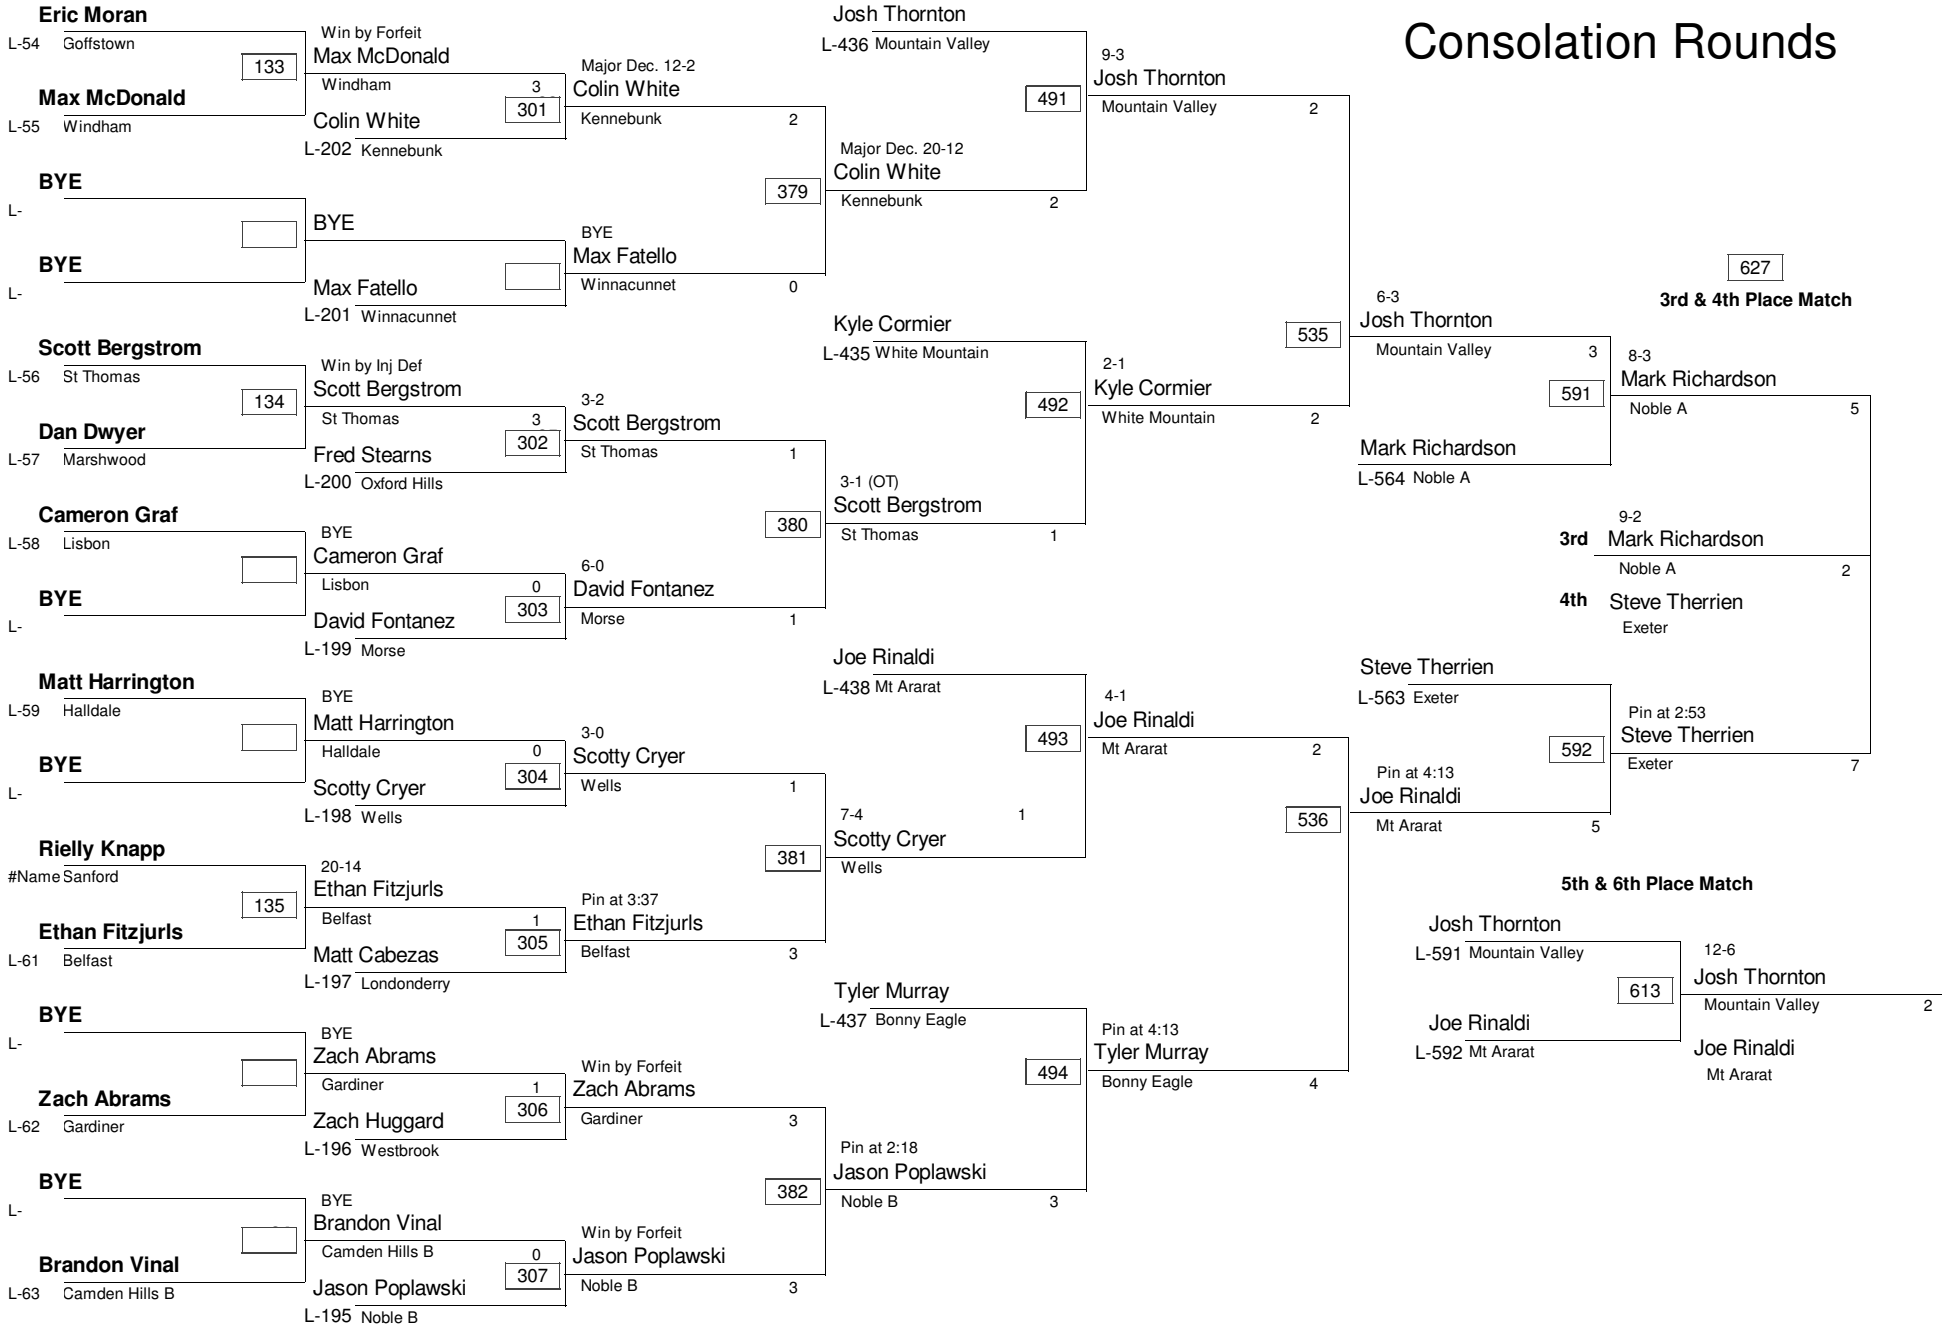 Consolation Rounds
Eric Moran
L-54 Goffstown
133
Max McDonald
L-55 Windham
BYE
L-
BYE
L-
Scott Bergstrom
L-56 St Thomas
134
Dan Dwyer
L-57 Marshwood
Cameron Graf
L-58 Lisbon
BYE
L-
Matt Harrington
L-59 Halldale
BYE
L-
Rielly Knapp
#Name Sanford
135
Ethan Fitzjurls
L-61 Belfast
BYE
L-
Zach Abrams
L-62 Gardiner
BYE
L-
Brandon Vinal
L-63 Camden Hills B
Win by Forfeit
Max McDonald
Windham 3
301
Colin White
L-202 Kennebunk
BYE
Max Fatello
L-201 Winnacunnet
Win by Inj Def
Scott Bergstrom
St Thomas 3
302
Fred Stearns
L-200 Oxford Hills
BYE
Cameron Graf
Lisbon 0
303
David Fontanez
L-199 Morse
BYE
Matt Harrington
Halldale 0
304
Scotty Cryer
L-198 Wells
20-14
Ethan Fitzjurls
Belfast 1
305
Matt Cabezas
L-197 Londonderry
BYE
Zach Abrams
Gardiner 1
306
Zach Huggard
L-196 Westbrook
BYE
Brandon Vinal
Camden Hills B 0
307
Jason Poplawski
L-195 Noble B
Major Dec. 12-2
Colin White
Kennebunk 2
379
BYE
Max Fatello
Winnacunnet 0
3-2
Scott Bergstrom
St Thomas 1
380
6-0
David Fontanez
Morse 1
3-0
Scotty Cryer
Wells 1
381
Pin at 3:37
Ethan Fitzjurls
Belfast 3
Win by Forfeit
Zach Abrams
Gardiner 3
382
Win by Forfeit
Jason Poplawski
Noble B 3
Josh Thornton
L-436 Mountain Valley
491
Major Dec. 20-12
Colin White
Kennebunk 2
Kyle Cormier
L-435 White Mountain
492
3-1 (OT)
Scott Bergstrom
St Thomas 1
Joe Rinaldi
L-438 Mt Ararat
493
7-4 1
Scotty Cryer
Wells
Tyler Murray
L-437 Bonny Eagle
494
Pin at 2:18
Jason Poplawski
Noble B 3
9-3
Josh Thornton
Mountain Valley 2
535
2-1
Kyle Cormier
White Mountain 2
4-1
Joe Rinaldi
Mt Ararat 2
536
Pin at 4:13
Tyler Murray
Bonny Eagle 4
6-3
Josh Thornton
Mountain Valley 3
591
Mark Richardson
L-564 Noble A
Steve Therrien
L-563 Exeter
592
Pin at 4:13
Joe Rinaldi
Mt Ararat 5
627
3rd & 4th Place Match
8-3
Mark Richardson
Noble A 5
9-2
3rd Mark Richardson
Noble A 2
4th Steve Therrien
Exeter
Pin at 2:53
Steve Therrien
Exeter 7
5th & 6th Place Match
Josh Thornton
L-591 Mountain Valley
613
Joe Rinaldi
L-592 Mt Ararat
12-6
Josh Thornton
Mountain Valley 2
Joe Rinaldi
Mt Ararat